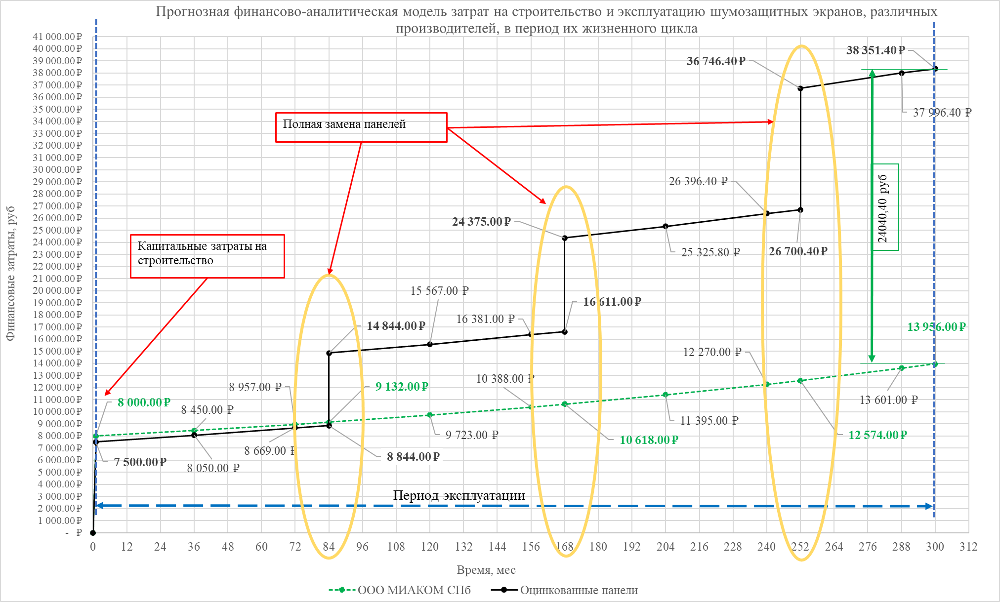 Прогнозная финансово-аналитическая модель затрат на строительство и эксплуатацию шумозащитных экранов, различных
производителей, в период их жизненного цикла
41 000.00 ₽
40 000.00 ₽
39 000.00 ₽
38 000.00 ₽
37 000.00 ₽
36 000.00 ₽
35 000.00 ₽
34 000.00 ₽
33 000.00 ₽
32 000.00 ₽
31 000.00 ₽
30 000.00 ₽
29 000.00 ₽
28 000.00 ₽
27 000.00 ₽
26 000.00 ₽
25 000.00 ₽
24 000.00 ₽
23 000.00 ₽
22 000.00 ₽
21 000.00 ₽
20 000.00 ₽
19 000.00 ₽
18 000.00 ₽
17 000.00 ₽
16 000.00 ₽
15 000.00 ₽
14 000.00 ₽
13 000.00 ₽
12 000.00 ₽
11 000.00 ₽
10 000.00 ₽
9 000.00 ₽
8 000.00 ₽
7 000.00 ₽
6 000.00 ₽
5 000.00 ₽
4 000.00 ₽
3 000.00 ₽
2 000.00 ₽
1 000.00 ₽
- ₽
Финансовые затраты, руб
38 351.40 ₽
36 746.40 ₽
37 996.40 ₽
Полная замена панелей
26 396.40 ₽
24040,40 руб
24 375.00 ₽
Капитальные затраты на
строительство
25 325.80 ₽
26 700.40 ₽
15 567.00 ₽
16 611.00 ₽
16 381.00 ₽
14 844.00 ₽
13 956.00 ₽
12 270.00 ₽
10 388.00 ₽
8 957.00 ₽
9 132.00 ₽
13 601.00 ₽
8 000.00 ₽
8 450.00 ₽
11 395.00 ₽
9 723.00 ₽
12 574.00 ₽
10 618.00 ₽
8 669.00 ₽
8 844.00 ₽
7 500.00 ₽
8 050.00 ₽
Период эксплуатации
0 12 24 36 48 60 72 84 96 108 120 132 144 156 168 180 192 204 216 228 240 252 264 276 288 300 312
Время, мес
ООО МИАКОМ СПб Оцинкованные панели